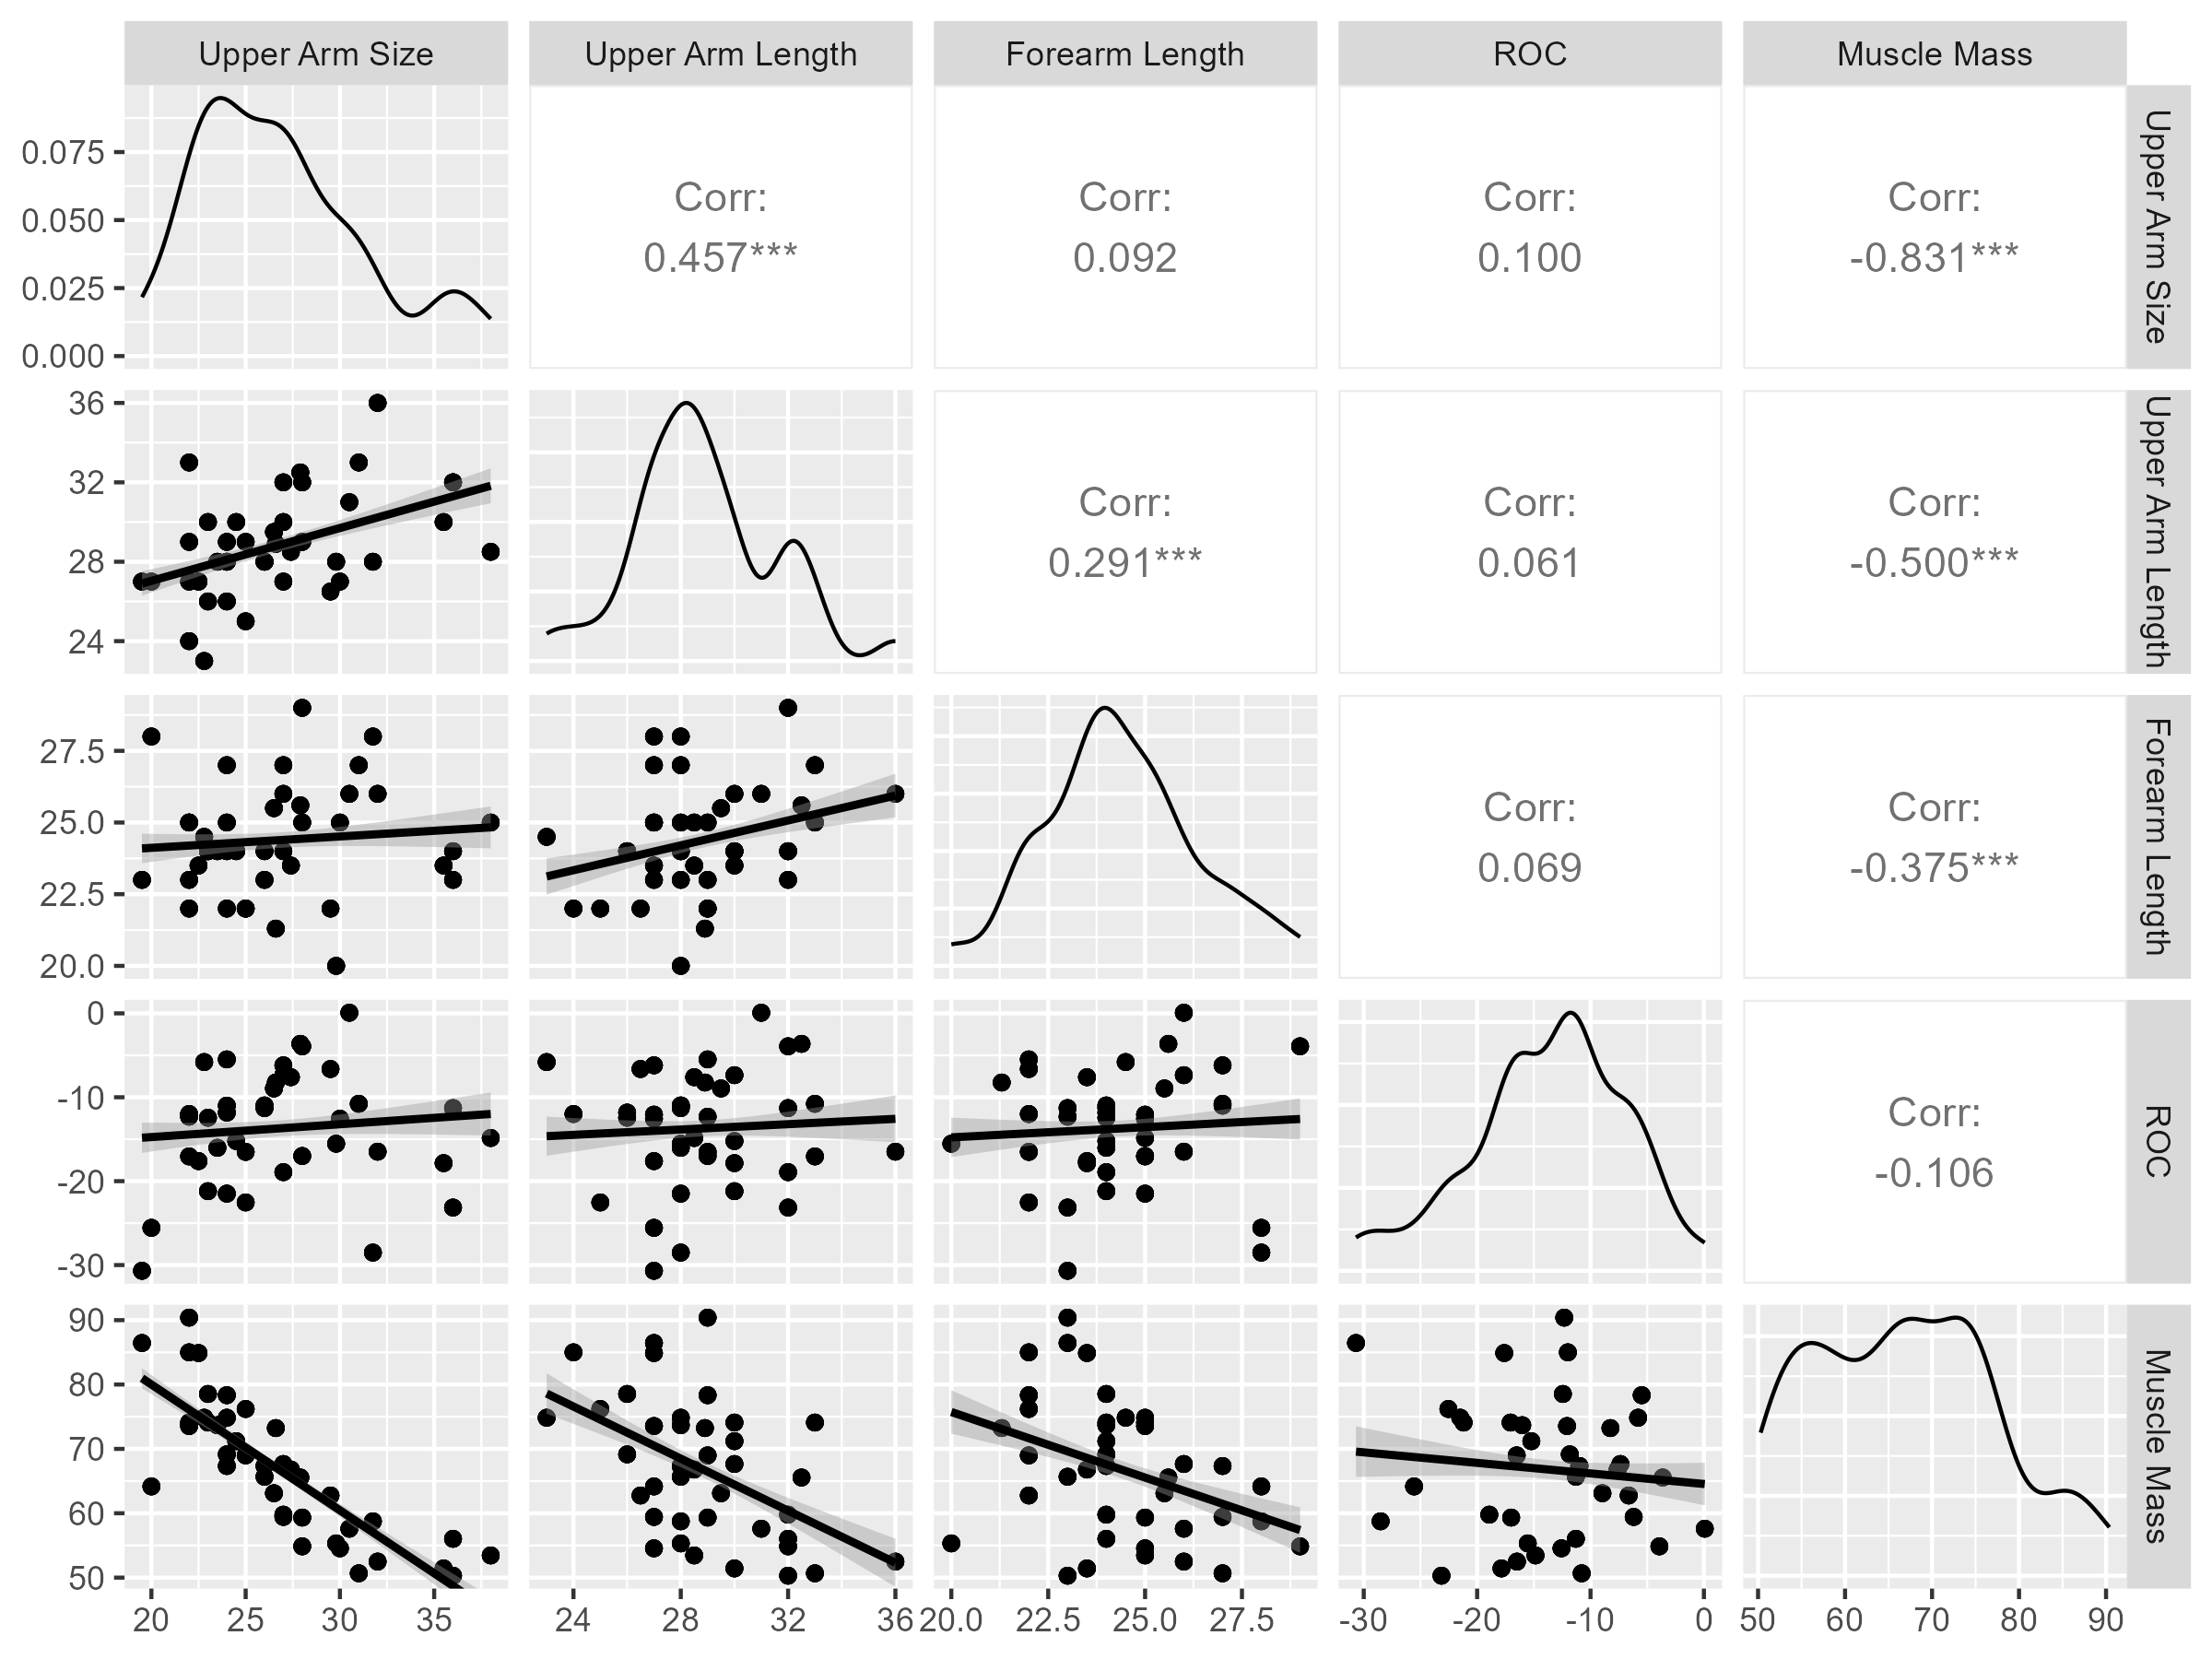 Upper Arm Size
Upper Arm Length
Forearm Length
ROC
Muscle Mass
0.075
0.050
0.025
0.000
Corr:
0.457***
Corr:
0.092
Corr:
0.100
Corr:
-0.831***
Upper Arm Size
36
32
28
24
Corr:
0.291***
Corr:
0.061
Corr:
-0.500***
Upper Arm Length
27.5
25.0
22.5
20.0
Corr:
0.069
Corr:
-0.375***
Forearm Length
0
-10
-20
-30
Corr:
-0.106
ROC
90
80
70
60
50
Muscle Mass
20 25 30 35
24 28 32 36
20.0 22.5 25.0 27.5
-30 -20 -10 0
50 60 70 80 90